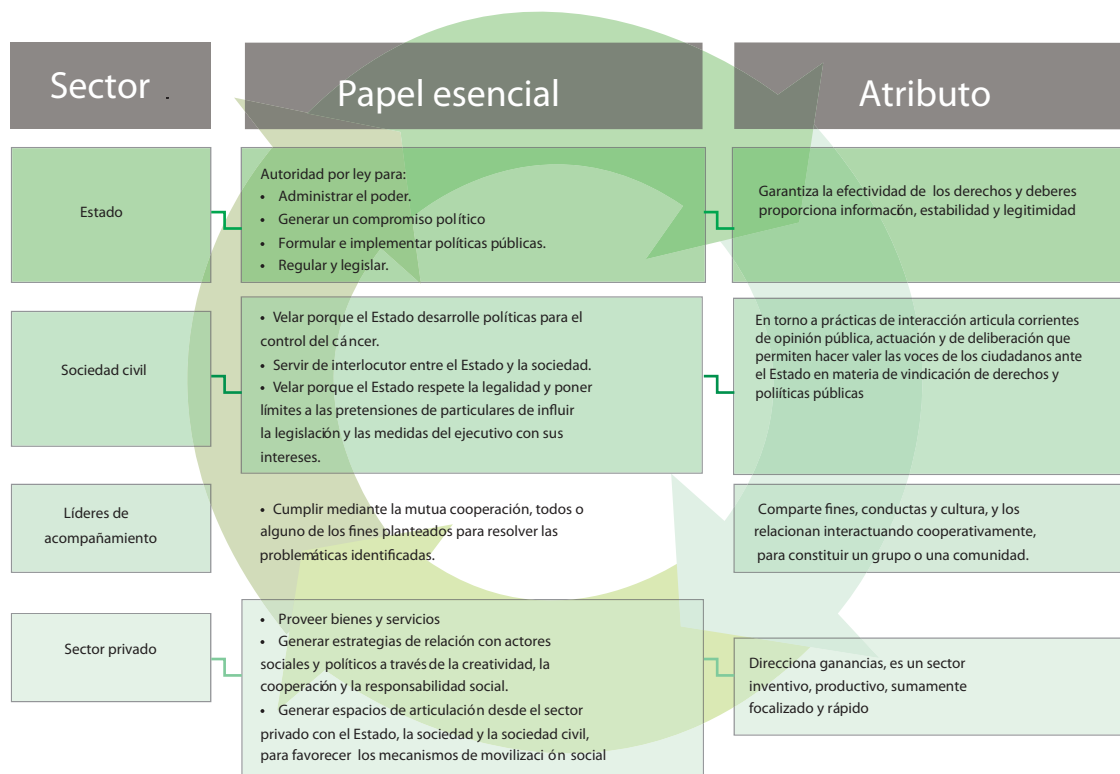 Sector .
Papel esencial
Atributo
Estado
Autoridad por ley para:
• Administrar el poder.
• Generar un compromiso político
• Formular e implementar políticas públicas.
• Regular y legislar.
Garantiza la efectividad de los derechos y deberes
proporciona información, estabilidad y legitimidad
Sociedad civil
• Velar porque el Estado desarrolle políticas para el
control del cáncer.
• Servir de interlocutor entre el Estado y la sociedad.
• Velar porque el Estado respete la legalidad y poner
límites a las pretensiones de particulares de influir
la legislación y las medidas del ejecutivo con sus
intereses.
En torno a prácticas de interacción articula corrientes
de opinión pública, actuación y de deliberación que
permiten hacer valer las voces de los ciudadanos ante
el Estado en materia de vindicación de derechos y
poliíticas públicas
Líderes de
acompañamiento
• Cumplir mediante la mutua cooperación, todos o
alguno de los fines planteados para resolver las
problemáticas identificadas.
Comparte fines, conductas y cultura, y los
relacionan interactuando cooperativamente,
para constituir un grupo o una comunidad.
Sector privado
• Proveer bienes y servicios
• Generar estrategias de relación con actores
sociales y políticos a través de la creatividad, la
cooperación y la responsabilidad social.
• Generar espacios de articulación desde el sector
privado con el Estado, la sociedad y la sociedad civil,
para favorecer los mecanismos de movilizaci ón social
Direcciona ganancias, es un sector
inventivo, productivo, sumamente
focalizado y rápido